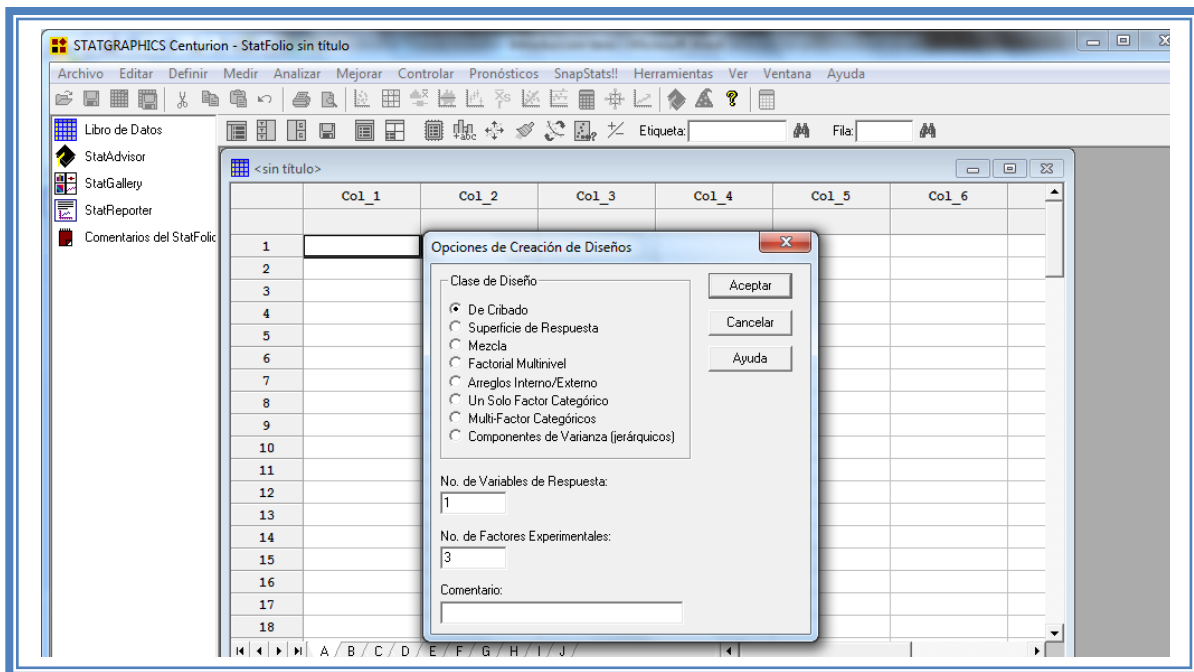 STATGRAPHICS Centurion - StatFolio sin título
Archivo Editar Definir Medir Analizar Mejorar Controlar Pronósticos SnapStats!! Herramientas Ver Ventana Ayuda
Etiqueta: Fila:
Libro de Datos
StatAdvisor
StatGallery
StatReporter
Comentarios del StatFolic
<sin título>
Col_1 Col_2 Col_3 Col_4 Col_5 Col_6
1
2
3
4
5
6
7
8
9
10
11
12
13
14
15
16
17
18
A / B / C / D / E / F / G / H / I / J /
Opciones de Creación de Diseños
Clase de Diseño
De Cribado
Superficie de Respuesta
Mezcla
Factorial Multinivel
Arreglos Interno/Externo
Un Solo Factor Categórico
Multi-Factor Categóricos
Componentes de Varianza (jerárquicos)
Aceptar
Cancelar
Ayuda
No. de Variables de Respuesta:
1
No. de Factores Experimentales:
3
Comentario: